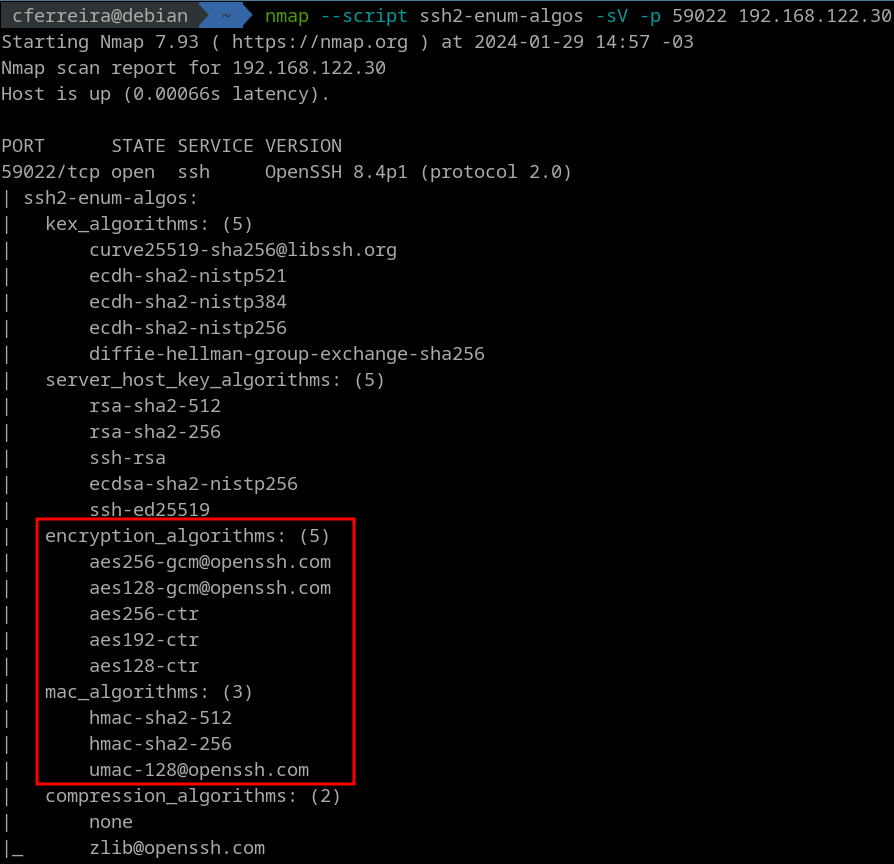 cferreira@debian ~ nmap --script ssh2-enum-algos -sV -p 59022 192.168.122.30
Starting Nmap 7.93 ( https://nmap.org ) at 2024-01-29 14:57 -03
Nmap scan report for 192.168.122.30
Host is up (0.00066s latency).

PORT      STATE SERVICE VERSION
59022/tcp open  ssh     OpenSSH 8.4p1 (protocol 2.0)
| ssh2-enum-algos:
|   kex_algorithms: (5)
|       curve25519-sha256@libssh.org
|       ecdh-sha2-nistp521
|       ecdh-sha2-nistp384
|       ecdh-sha2-nistp256
|       diffie-hellman-group-exchange-sha256
|   server_host_key_algorithms: (5)
|       rsa-sha2-512
|       rsa-sha2-256
|       ssh-rsa
|       ecdsa-sha2-nistp256
|       ssh-ed25519
|   encryption_algorithms: (5)
|       aes256-gcm@openssh.com
|       aes128-gcm@openssh.com
|       aes256-ctr
|       aes192-ctr
|       aes128-ctr
|   mac_algorithms: (3)
|       hmac-sha2-512
|       hmac-sha2-256
|       umac-128@openssh.com
|   compression_algorithms: (2)
|       none
|_      zlib@openssh.com